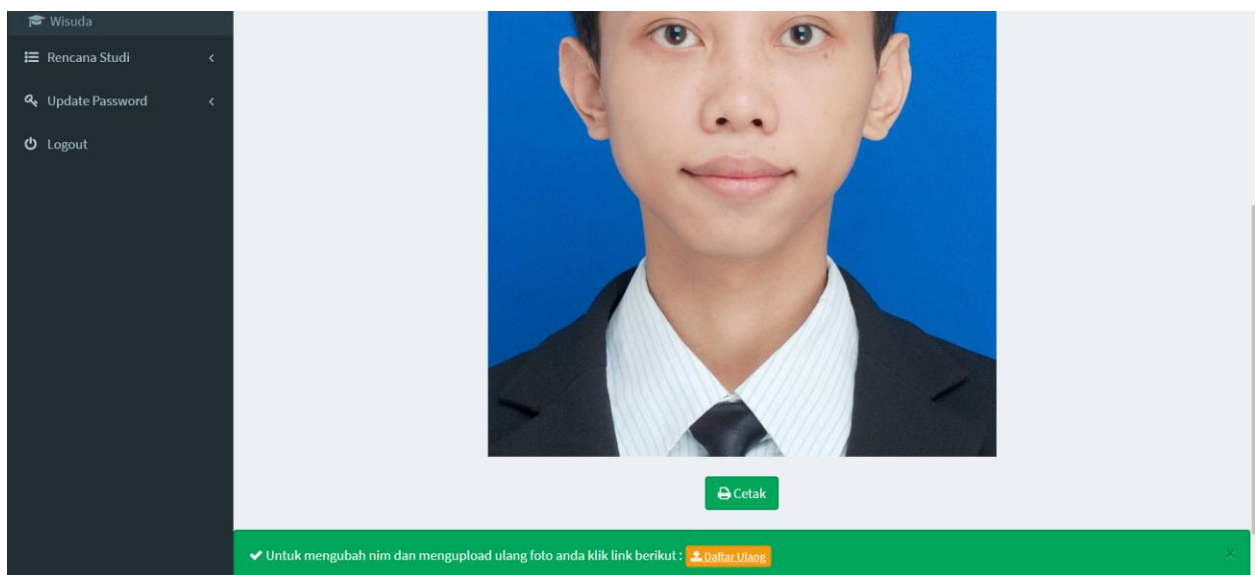 Wisuda
Rencana Studi
Update Password
Logout
Cetak
Untuk mengubah nim dan mengupload ulang foto anda klik link berikut : Daftar Ulang